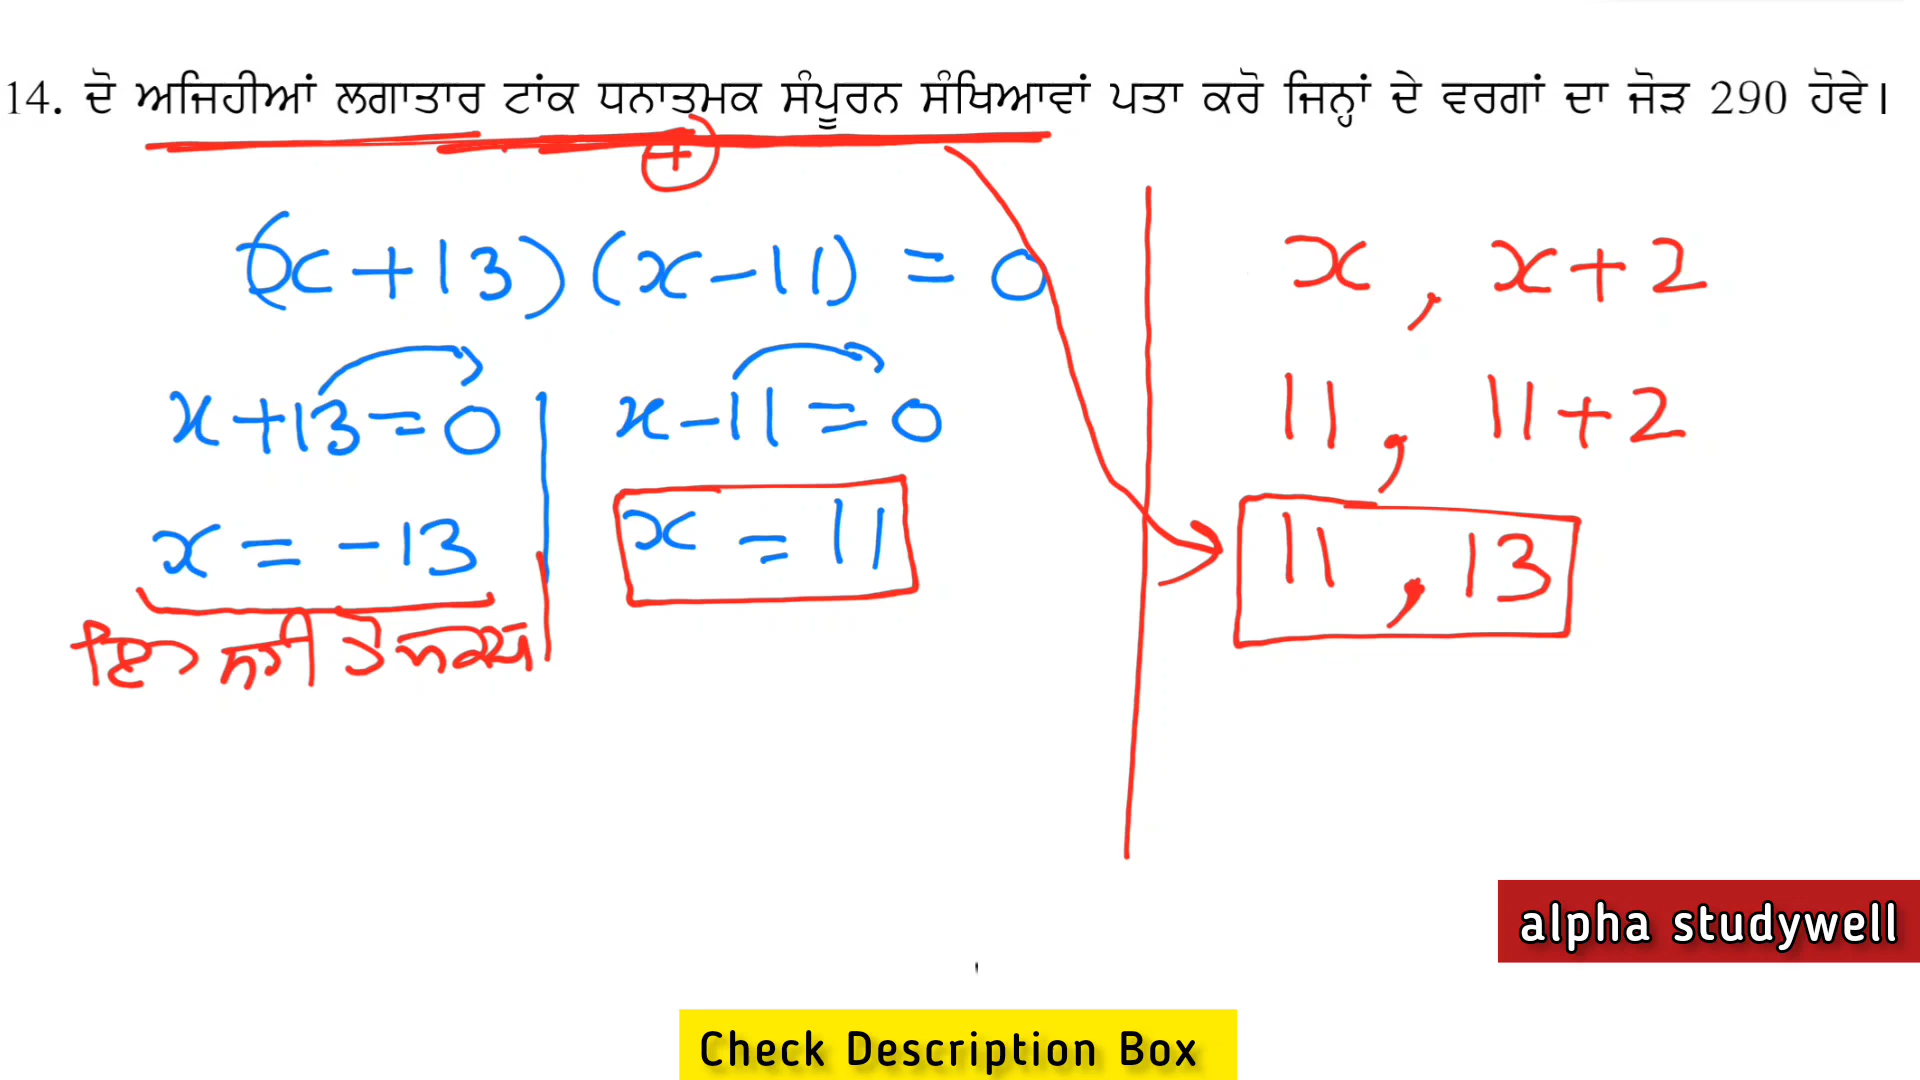 14. ਦੋ ਅਜਿਹੀਆਂ ਲਗਾਤਾਰ ਟਾਂਕ ਧਨਾਤਮਕ ਸੰਪੂਰਨ ਸੰਖਿਆਵਾਂ ਪਤਾ ਕਰੋ ਜਿਨ੍ਹਾਂ ਦੇ ਵਰਗਾਂ ਦਾ ਜੋੜ 290 ਹੋਵੇ।
+
(x+13)(x-11) = 0
x+13=0
x-11=0
x = -13
x = 11
x, x+2
11, 11+2
11, 13
alpha studywell
Check Description Box